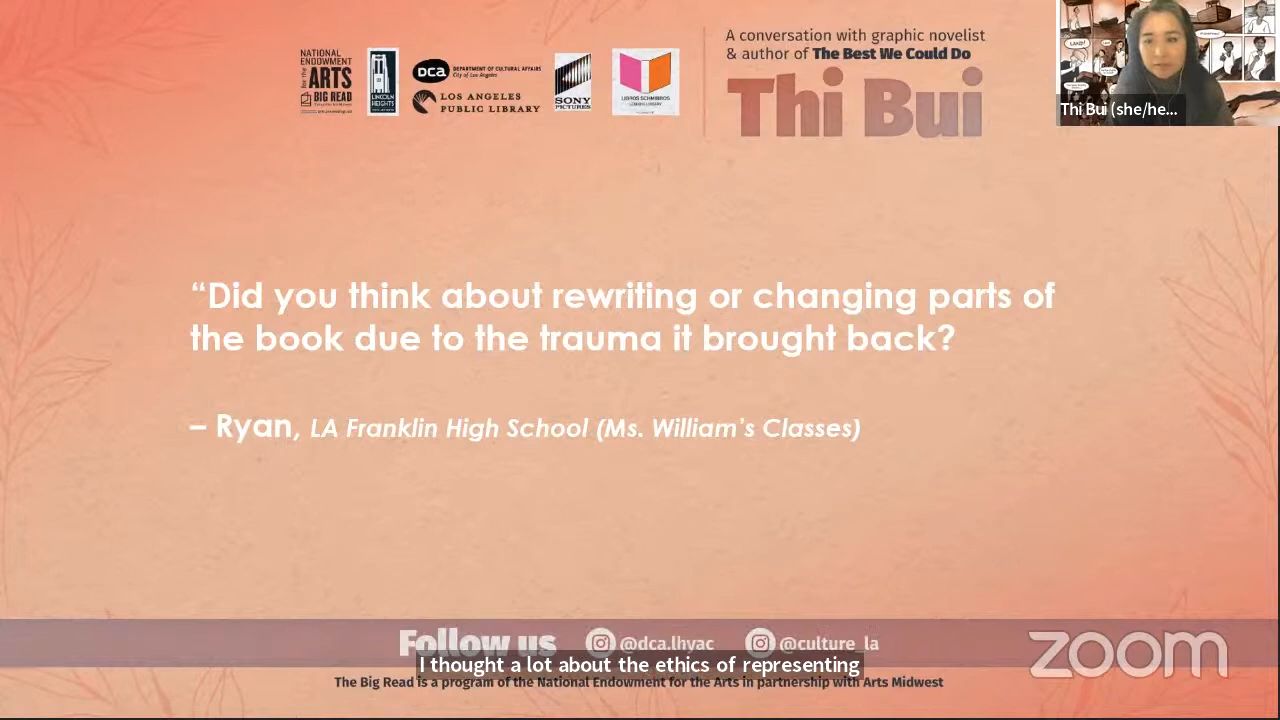 NATIONAL
ENDOWMENT
for the ARTS
BIG READ
LINCOLN
HEIGHTS
dca DEPARTMENT OF CULTURAL AFFAIRS
City of Los Angeles
LOS ANGELES
PUBLIC LIBRARY
SONY
PICTURES
LIBROS SCHMIBROS
A conversation with graphic novelist
& author of The Best We Could Do
Thi Bui
LAND!
Thi Bui (she/he...
“Did you think about rewriting or changing parts of
the book due to the trauma it brought back?
– Ryan, LA Franklin High School (Ms. William’s Classes)
Follow us @dca.lhyac @culture_la
zoom
I thought a lot about the ethics of representing
The Big Read is a program of the National Endowment for the Arts in partnership with Arts Midwest